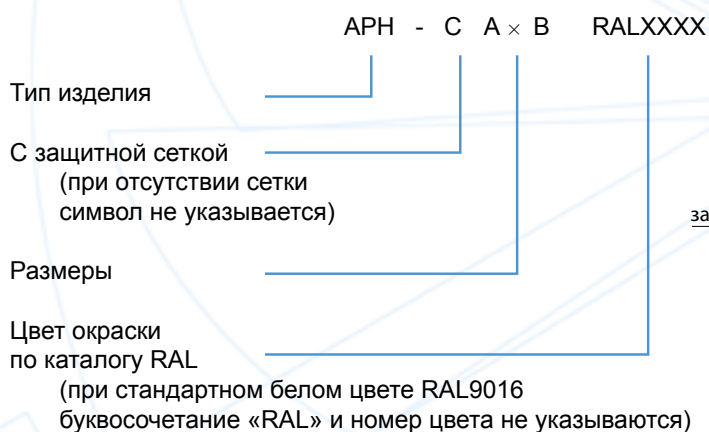 АРН - С А × В RALXXXX
Тип изделия
С защитной сеткой
(при отсутствии сетки
символ не указывается)
за
Размеры
Цвет окраски
по каталогу RAL
(при стандартном белом цвете RAL9016
буквосочетание «RAL» и номер цвета не указываются)